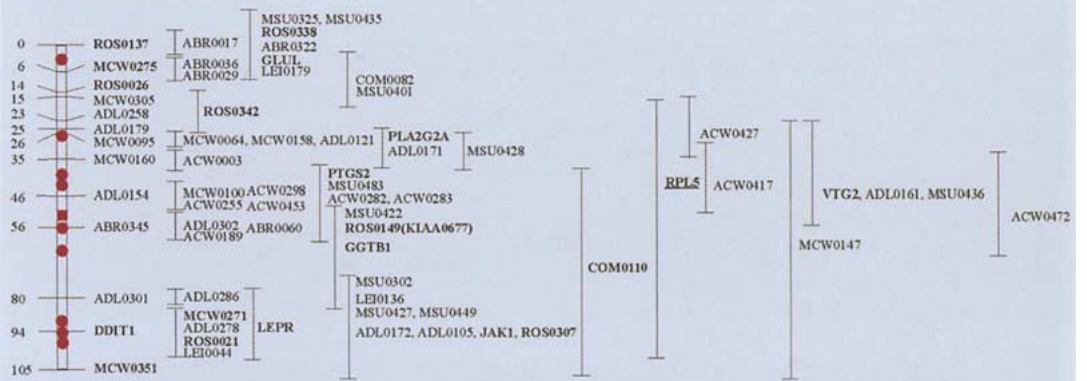 0 ROS0137
6 MCW0275
14 ROS0026
15 MCW0305
23 ADL0258
25 ADL0179
26 MCW0095
35 MCW0160
46 ADL0154
56 ABR0345
80 ADL0301
94 DDIT1
105 MCW0351
ABR0017
ABR0036
ABR0029
MSU0325, MSU0435
ROS0338
ABR0322
GLUL
LEI0179
COM0082
MSU0401
ROS0342
MCW0064, MCW0158, ADL0121
ACW0003
PLA2G2A
ADL0171
MSU0428
MCW0100 ACW0298
ACW0255 ACW0453
ADL0302 ABR0060
ACW0189
PTGS2
MSU0483
ACW0282, ACW0283
MSU0422
ROS0149(KIAA0677)
GGTB1
ADL0286
MCW0271
ADL0278
ROS0021
LEI0044
LEPR
MSU0302
LEI0136
MSU0427, MSU0449
ADL0172, ADL0105, JAK1, ROS0307
COM0110
RPL5
ACW0427
ACW0417
MCW0147
VTG2, ADL0161, MSU0436
ACW0472